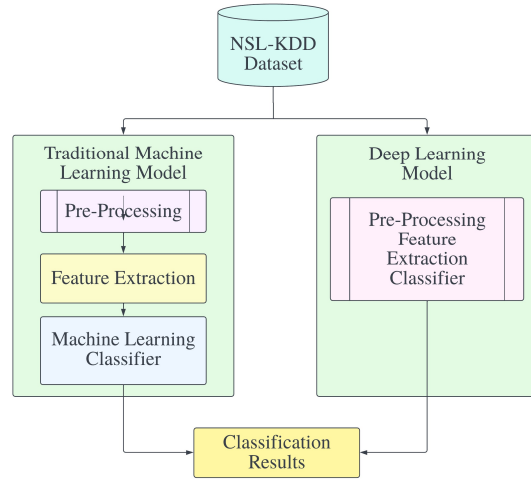 NSL-KDD
Dataset
Traditional Machine
Learning Model
Pre-Processing
Feature Extraction
Machine Learning
Classifier
Deep Learning
Model
Pre-Processing
Feature
Extraction
Classifier
Classification
Results